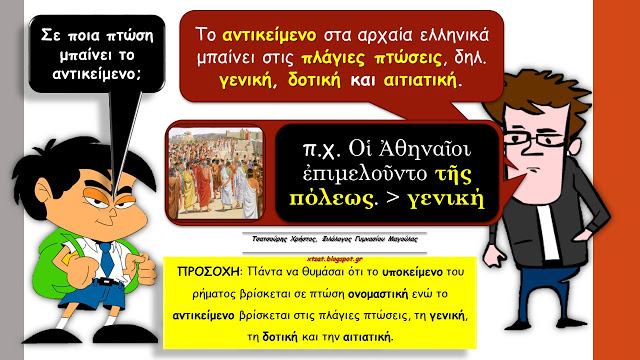 Σε ποια πτώση
μπαίνει το
αντικείμενο;
Το αντικείμενο στα αρχαία ελληνικά
μπαίνει στις πλάγιες πτώσεις, δηλ.
γενική, δοτική και αιτιατική.
π.χ. Οἱ Ἀθηναῖοι
ἐπιμελοῦντο τῆς
πόλεως. > γενική
Τσατσούρης Χρήστος, Φιλόλογος Γυμνασίου Μαγούλας
xtsat.blogspot.gr
ΠΡΟΣΟΧΗ: Πάντα να θυμάσαι ότι το υποκείμενο του
ρήματος βρίσκεται σε πτώση ονομαστική ενώ το
αντικείμενο βρίσκεται στις πλάγιες πτώσεις, τη γενική,
τη δοτική και την αιτιατική.